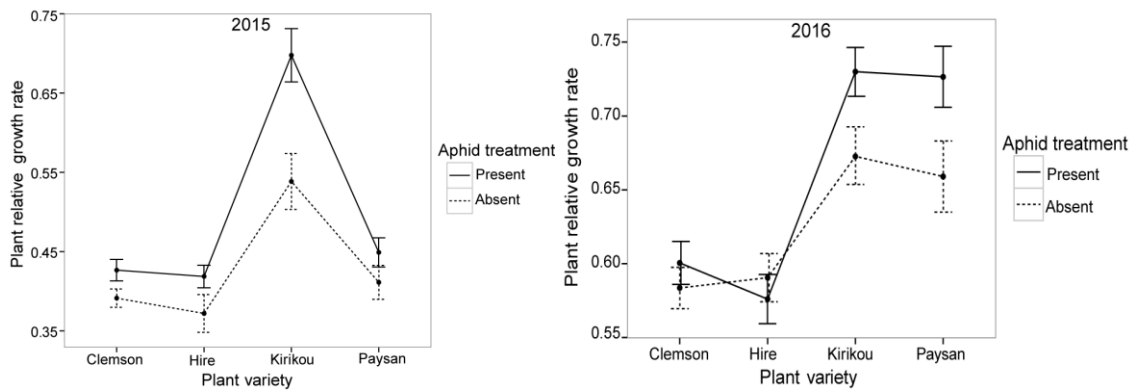 2015
Plant relative growth rate
0.75
0.65
0.55
0.45
0.35
Clemson
Hire
Kirikou
Paysan
Plant variety
Aphid treatment
Present
Absent
2016
Plant relative growth rate
0.75
0.70
0.65
0.60
0.55
Clemson
Hire
Kirikou
Paysan
Plant variety
Aphid treatment
Present
Absent